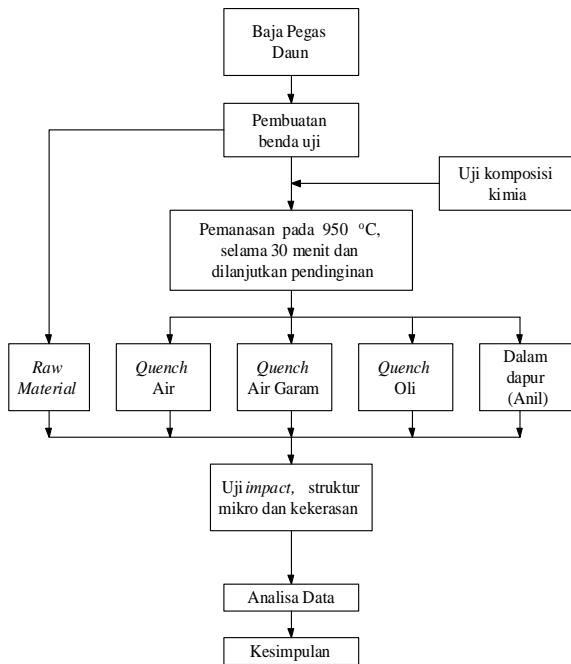 Baja Pegas
Daun
Pembuatan
benda uji
Uji komposisi
kimia
Pemanasan pada 950 °C,
selama 30 menit dan
dilanjutkan pendinginan
Raw
Material
Quench
Air
Quench
Air Garam
Quench
Oli
Dalam
dapur
(Anil)
Uji impact, struktur
mikro dan kekerasan
Analisa Data
Kesimpulan